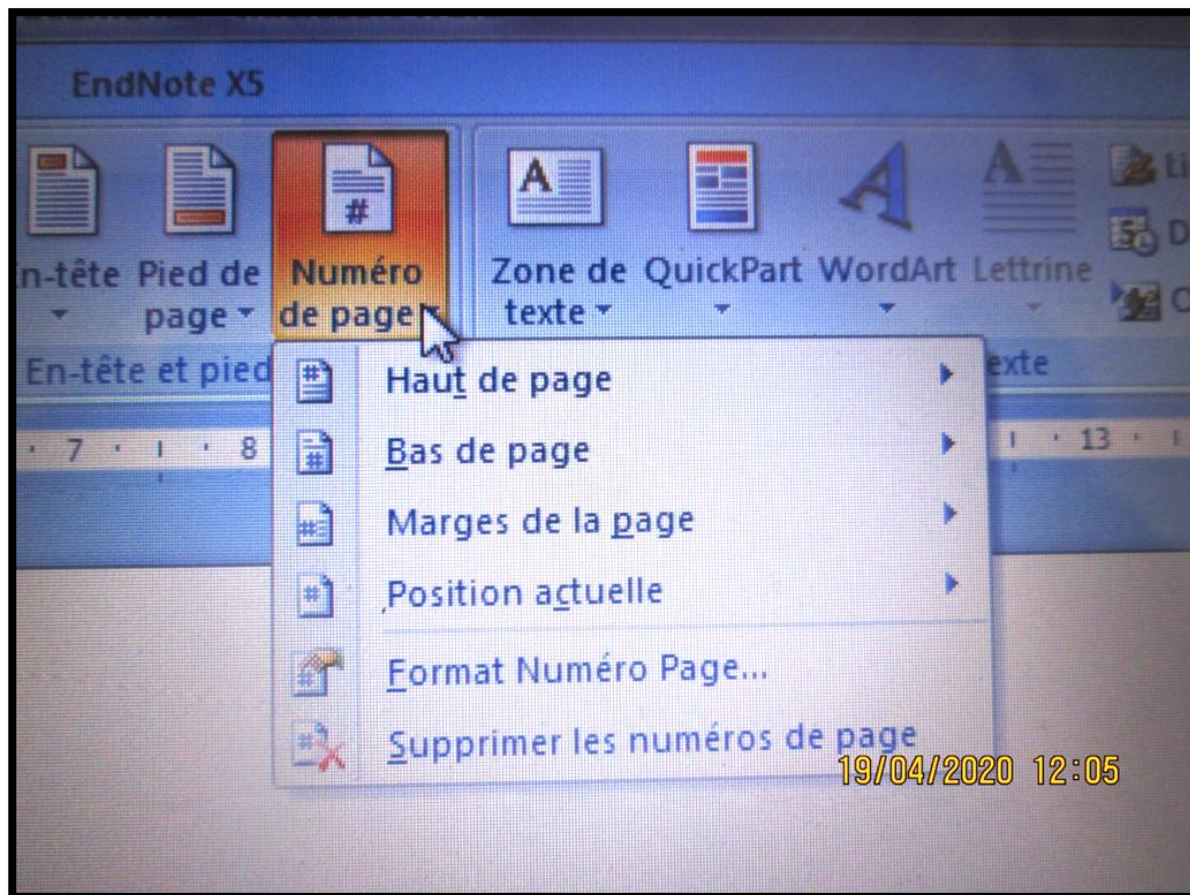 EndNote X5
n-tête
Pied de
page
Numéro
de page
Zone de
texte
QuickPart
WordArt
Lettrine
Li
D
O
En-tête et pied
exte
7 8 13
Haut de page
Bas de page
Marges de la page
Position actuelle
Format Numéro Page...
Supprimer les numéros de page
19/04/2020 12:05